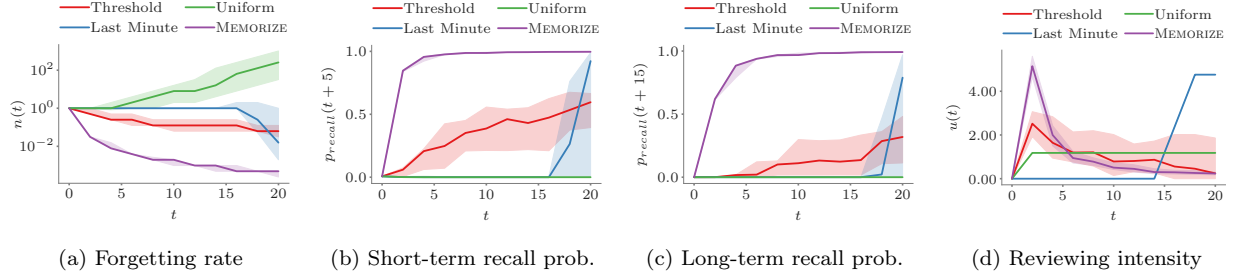 Threshold Uniform
Last Minute MEMORIZE
10²
10⁰
10⁻²
n(t)
0 5 10 15 20
t
(a) Forgetting rate
Threshold Uniform
Last Minute MEMORIZE
1.0
0.5
0.0
p_recall(t + 5)
0 5 10 15 20
t
(b) Short-term recall prob.
Threshold Uniform
Last Minute MEMORIZE
1.0
0.5
0.0
p_recall(t + 15)
0 5 10 15 20
t
(c) Long-term recall prob.
Threshold Uniform
Last Minute MEMORIZE
4.00
2.00
0.00
u(t)
0 5 10 15 20
t
(d) Reviewing intensity